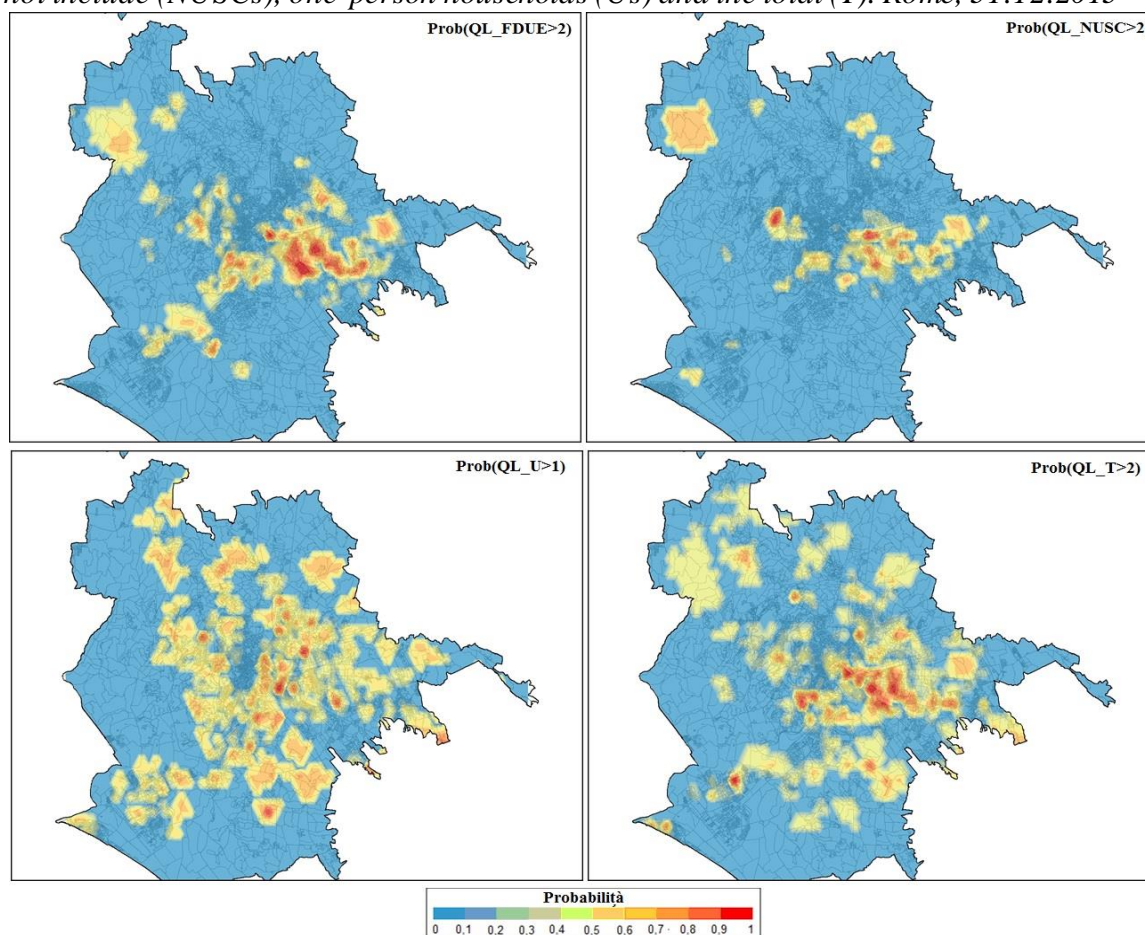 not include (NUSCs), one-person households (Us) and the total (T). Rome, 31.12.2015
Prob(QL_FDUE>2)
Prob(QL_NUSC>2
Prob(QL_U>1)
Prob(QL_T>2)
Probabilità
0 0,1 0,2 0,3 0,4 0,5 0,6 0,7 0,8 0,9 1